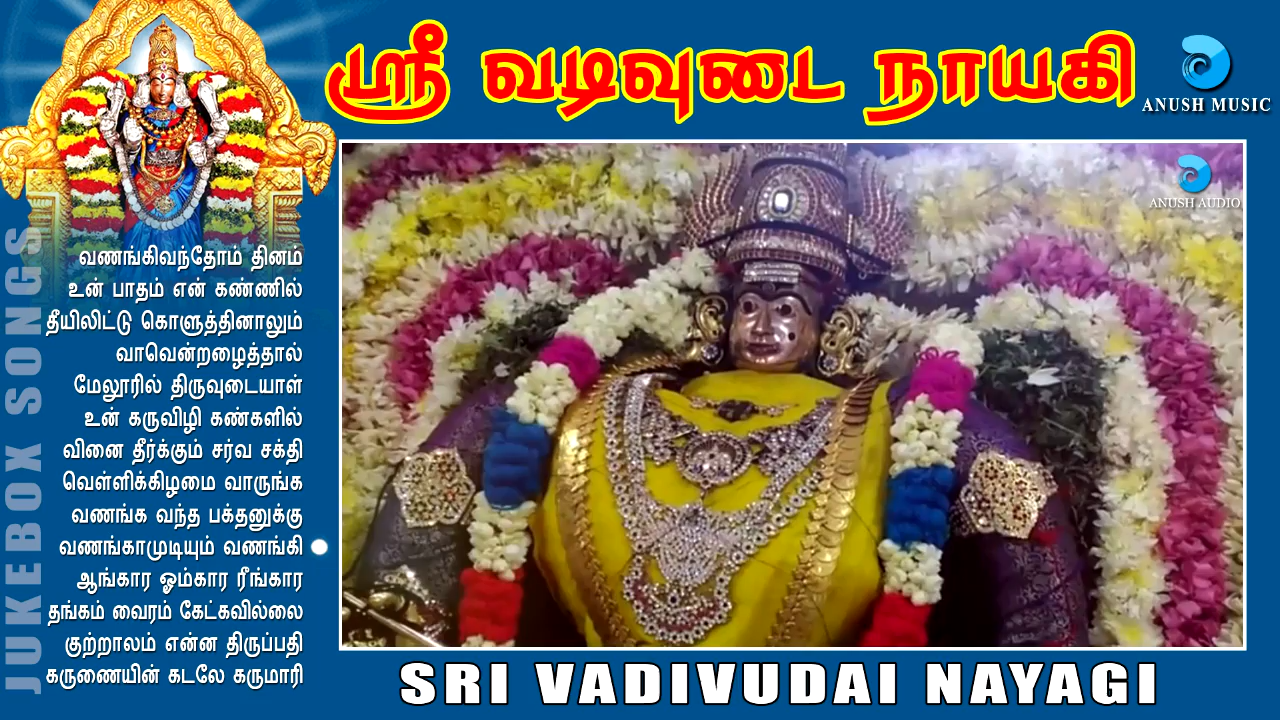 ஸ்ரீ வடிவுடை நாயகி
ANUSH MUSIC
ANUSH AUDIO
JUKEBOX SONGS
வணங்கிவந்தோம் தினம்
உன் பாதம் என் கண்ணில்
தீயிலிட்டு கொளுத்தினாலும்
வாவென்றழைத்தால்
மேலூரில் திருவுடையாள்
உன் கருவிழி கண்களில்
வினை தீர்க்கும் சர்வ சக்தி
வெள்ளிக்கிழமை வாருங்க
வணங்க வந்த பக்தனுக்கு
வணங்காமுடியும் வணங்கி
ஆங்கார ஓம்கார ரீங்கார
தங்கம் வைரம் கேட்கவில்லை
குற்றாலம் என்ன திருப்பதி
கருணையின் கடலே கருமாரி
SRI VADIVUDAI NAYAGI